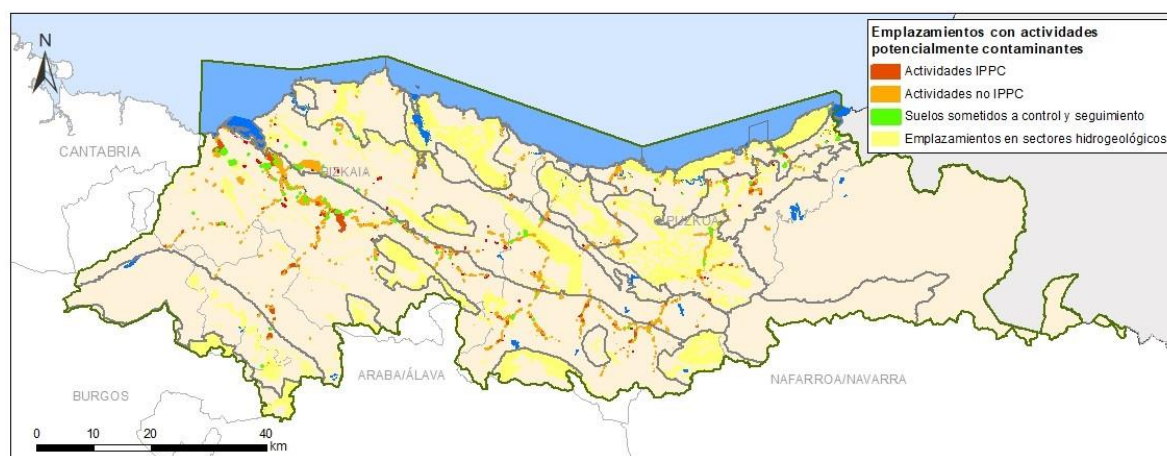 N
Emplazamientos con actividades
potencialmente contaminantes
Actividades IPPC
Actividades no IPPC
Suelos sometidos a control y seguimiento
Emplazamientos en sectores hidrogeológicos
CANTABRIA
BIZKAIA
GIPUZKOA
ARABA/ÁLAVA
NAFARROA/NAVARRA
BURGOS
0 10 20 40
km